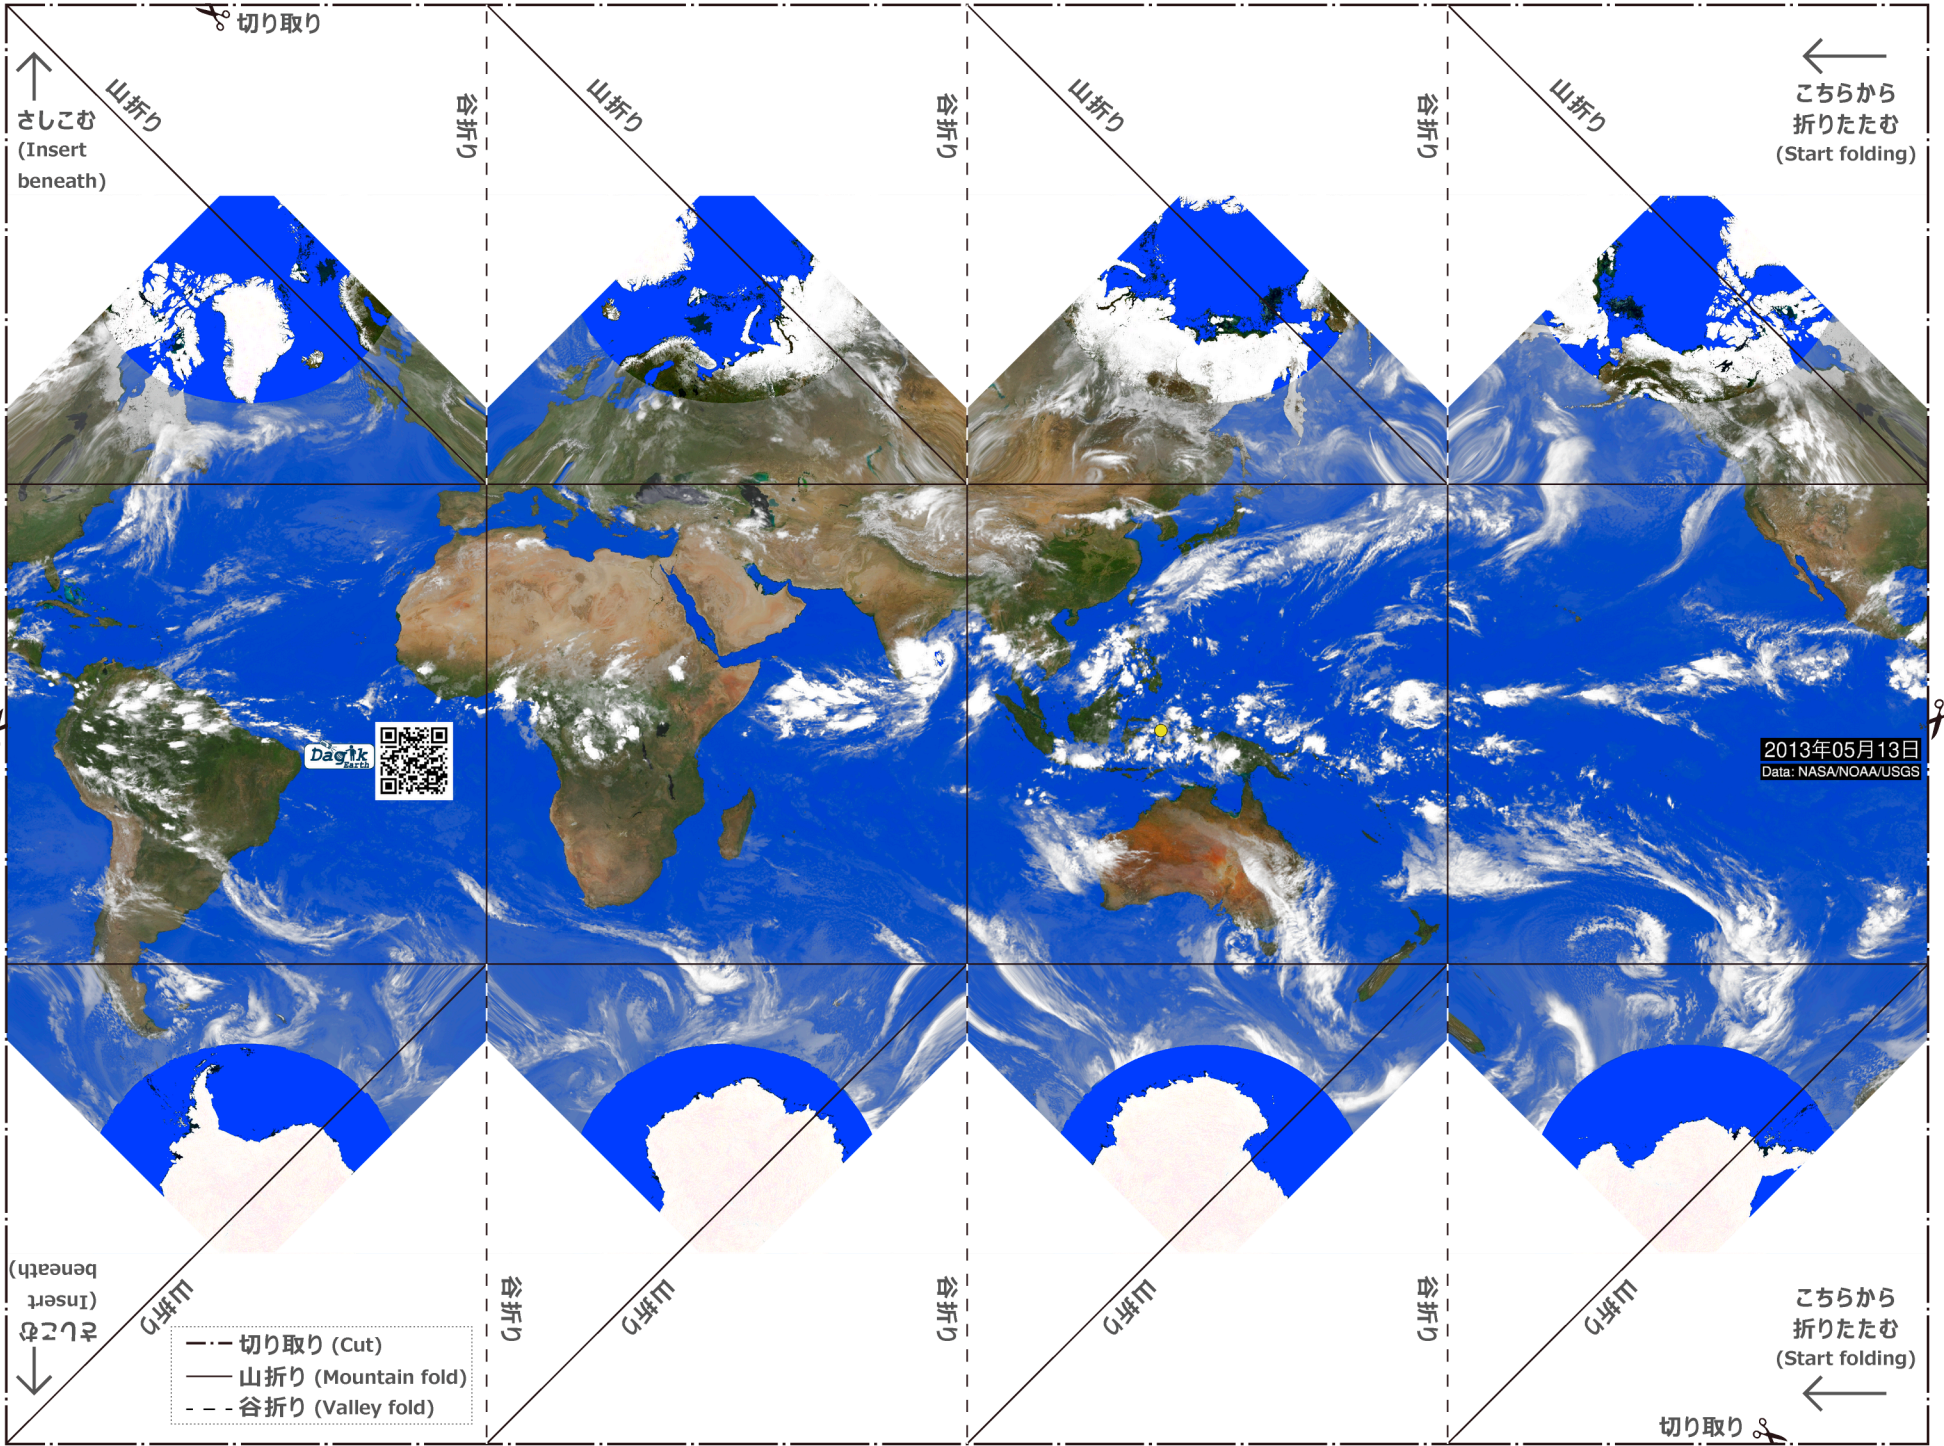 切り取り
山折り
谷折り
山折り
谷折り
山折り
谷折り
山折り
さしこむ
(Insert
beneath)
こちらから
折りたたむ
(Start folding)
Dagik
Earth
2013年05月13日
Data: NASA/NOAA/USGS
さしこむ
(Insert
beneath)
山折り
谷折り
山折り
谷折り
山折り
谷折り
山折り
こちらから
折りたたむ
(Start folding)
切り取り (Cut)
山折り (Mountain fold)
谷折り (Valley fold)
切り取り